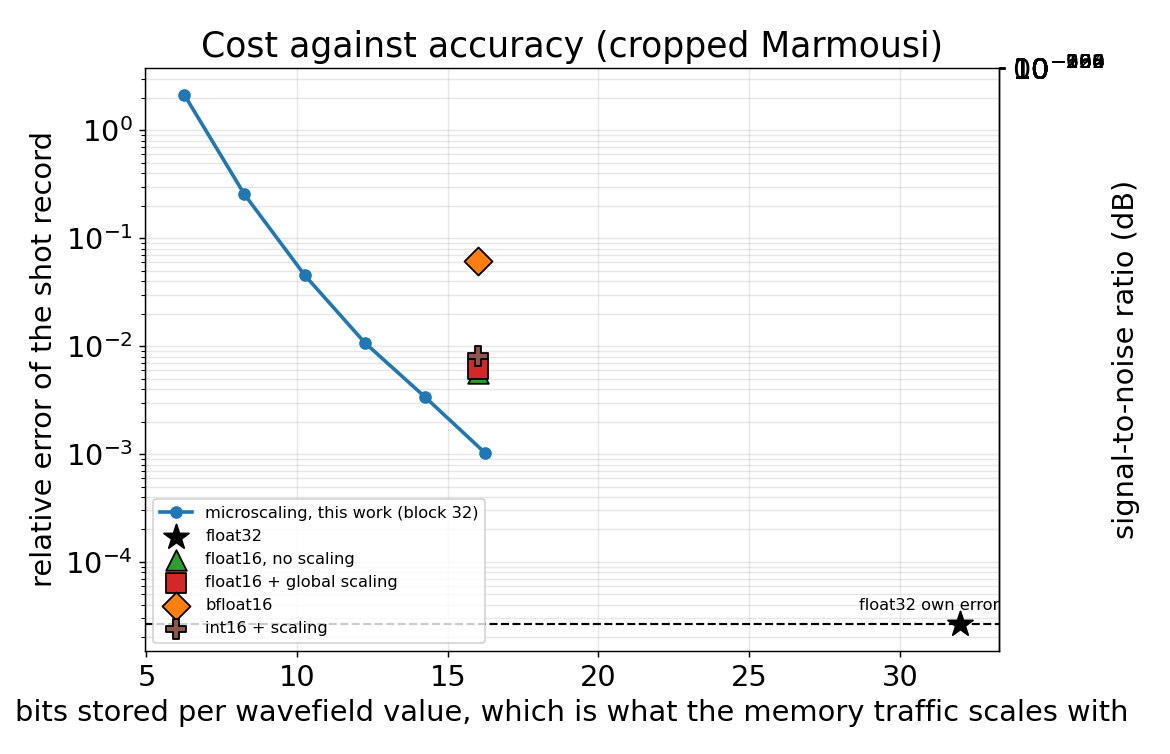 Cost against accuracy (cropped Marmousi)
relative error of the shot record
10⁰
10⁻¹
10⁻²
10⁻³
10⁻⁴
microscaling, this work (block 32)
float32
float16, no scaling
float16 + global scaling
bfloat16
int16 + scaling
float32 own error
signal-to-noise ratio (dB)
5 10 15 20 25 30
bits stored per wavefield value, which is what the memory traffic scales with